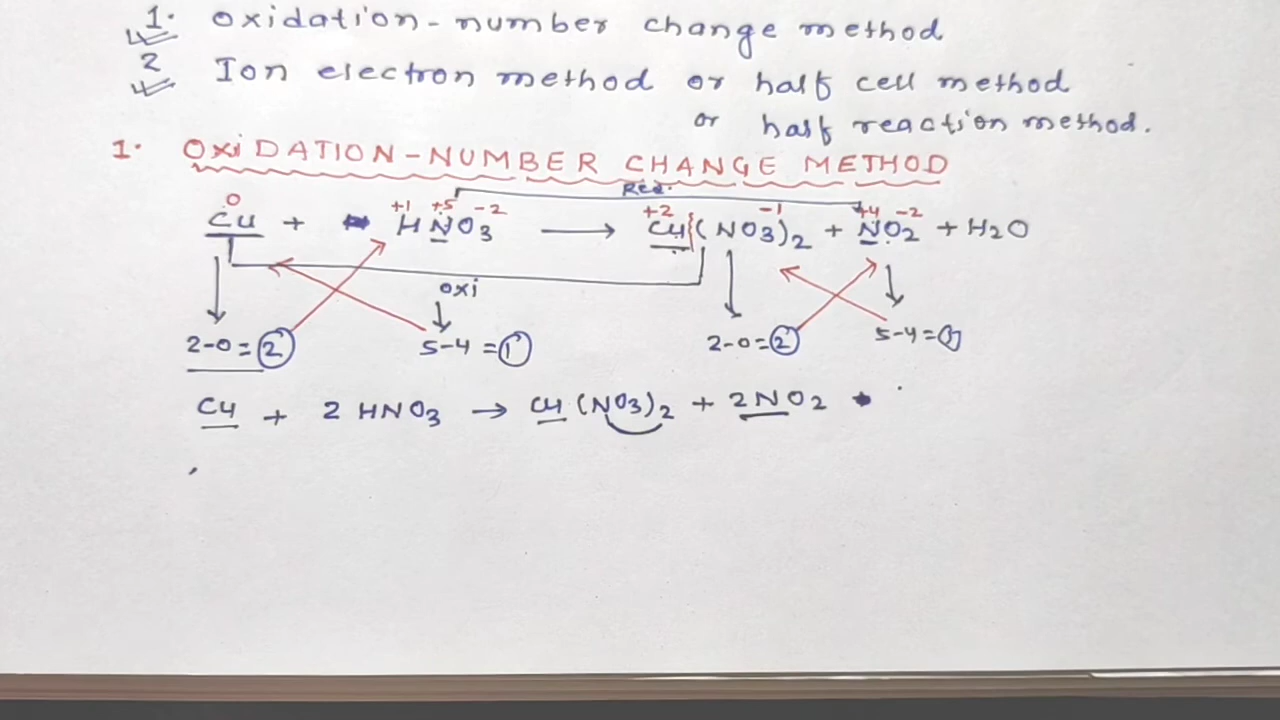 1. Oxidation-number change method
2 Ion electron method or half cell method
or half reaction method.
1. OXiDATION-NUMBER CHANGE METHOD
Red.
0 +1 +5 -2 +2 -1 +4 -2
Cu + HNO3 → Cu(NO3)2 + NO2 + H2O
oxi
2-0=2 5-4=1 2-0=2 5-4=1
Cu + 2HNO3 → Cu(NO3)2 + 2NO2